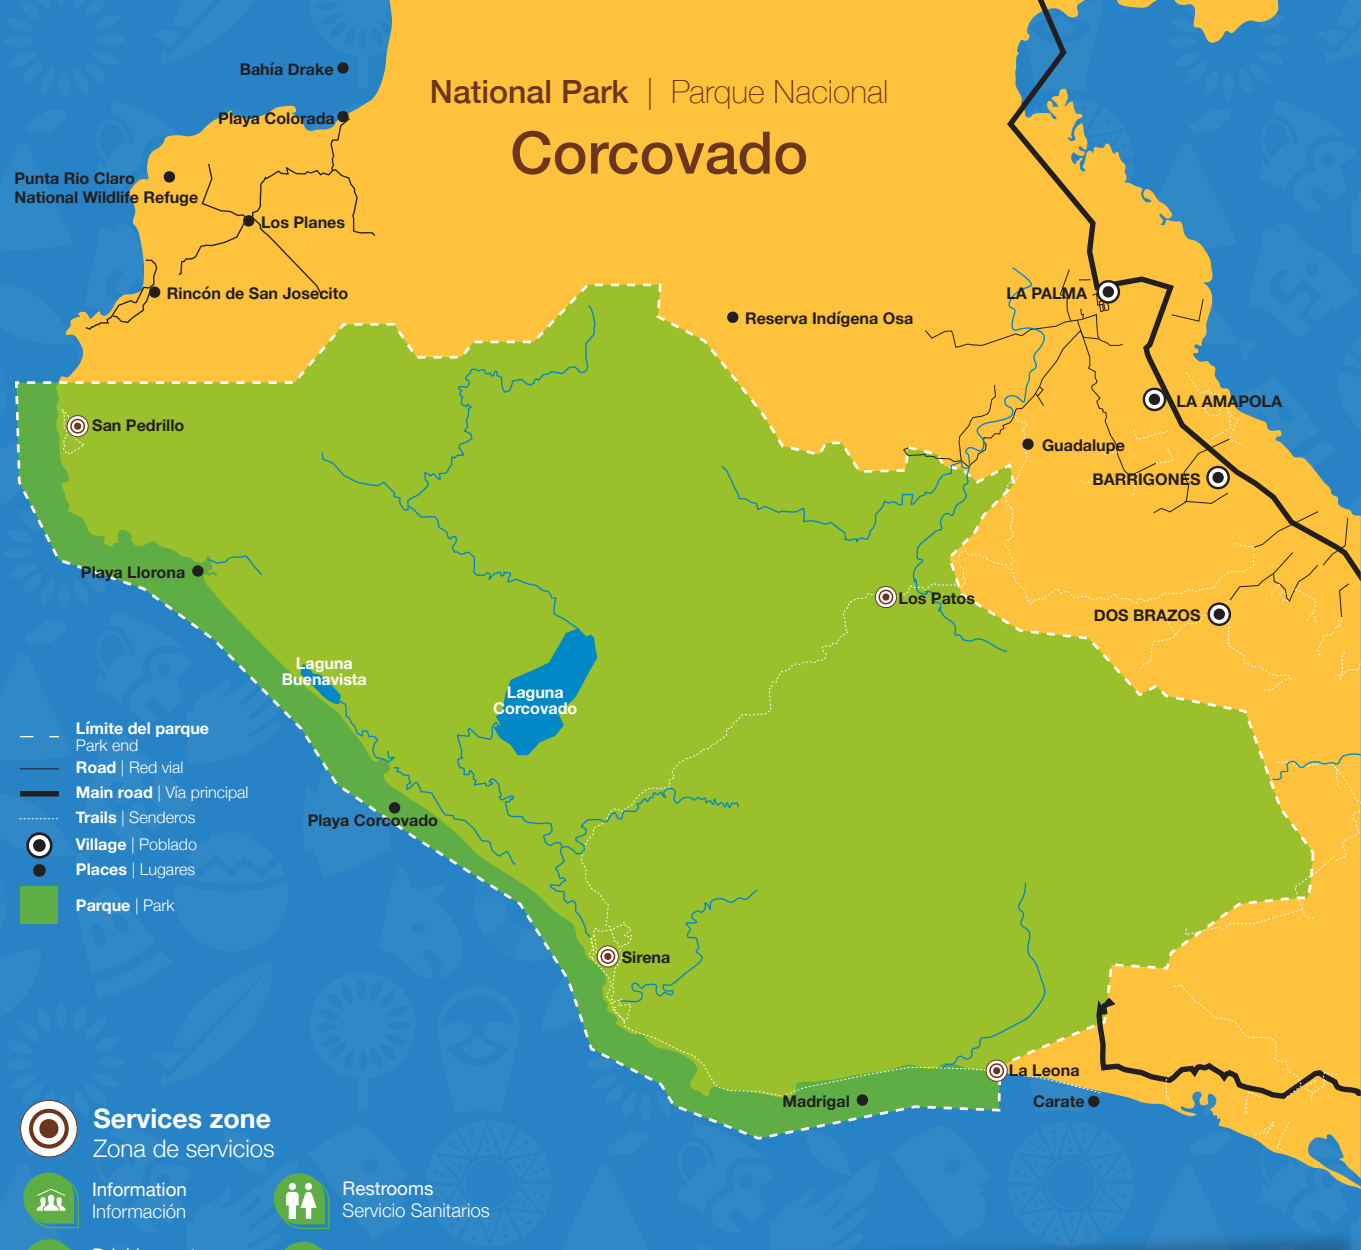 National Park | Parque Nacional
Corcovado
Bahía Drake
Playa Colorada
Punta Rio Claro
National Wildlife Refuge
Los Planes
Rincón de San Josecito
Reserva Indígena Osa
LA PALMA
LA AMAPOLA
Guadalupe
BARRIGONES
San Pedrillo
Playa Llorona
Los Patos
DOS BRAZOS
Laguna
Buenavista
Laguna
Corcovado
Playa Corcovado
Sirena
La Leona
Madrigal
Carate
Límite del parque
Park end
Road | Red vial
Main road | Vía principal
Trails | Senderos
Village | Poblado
Places | Lugares
Parque | Park
Services zone
Zona de servicios
Information
Información
Restrooms
Servicio Sanitarios